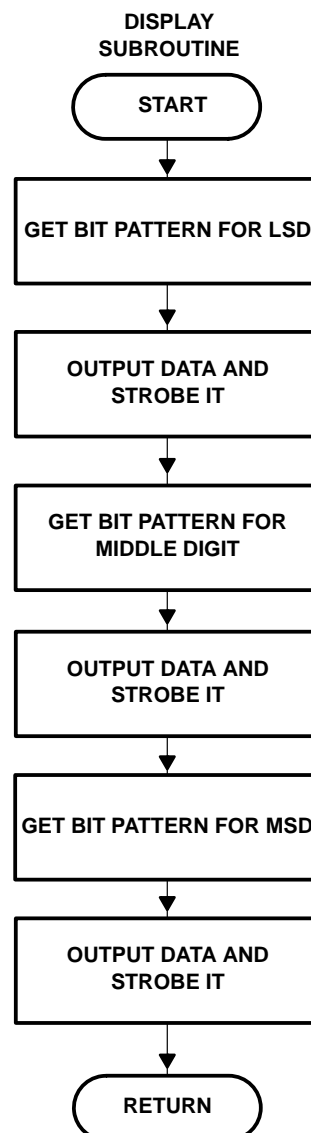 DISPLAY
SUBROUTINE
START
GET BIT PATTERN FOR LSD
OUTPUT DATA AND
STROBE IT
GET BIT PATTERN FOR
MIDDLE DIGIT
OUTPUT DATA AND
STROBE IT
GET BIT PATTERN FOR MSD
OUTPUT DATA AND
STROBE IT
RETURN